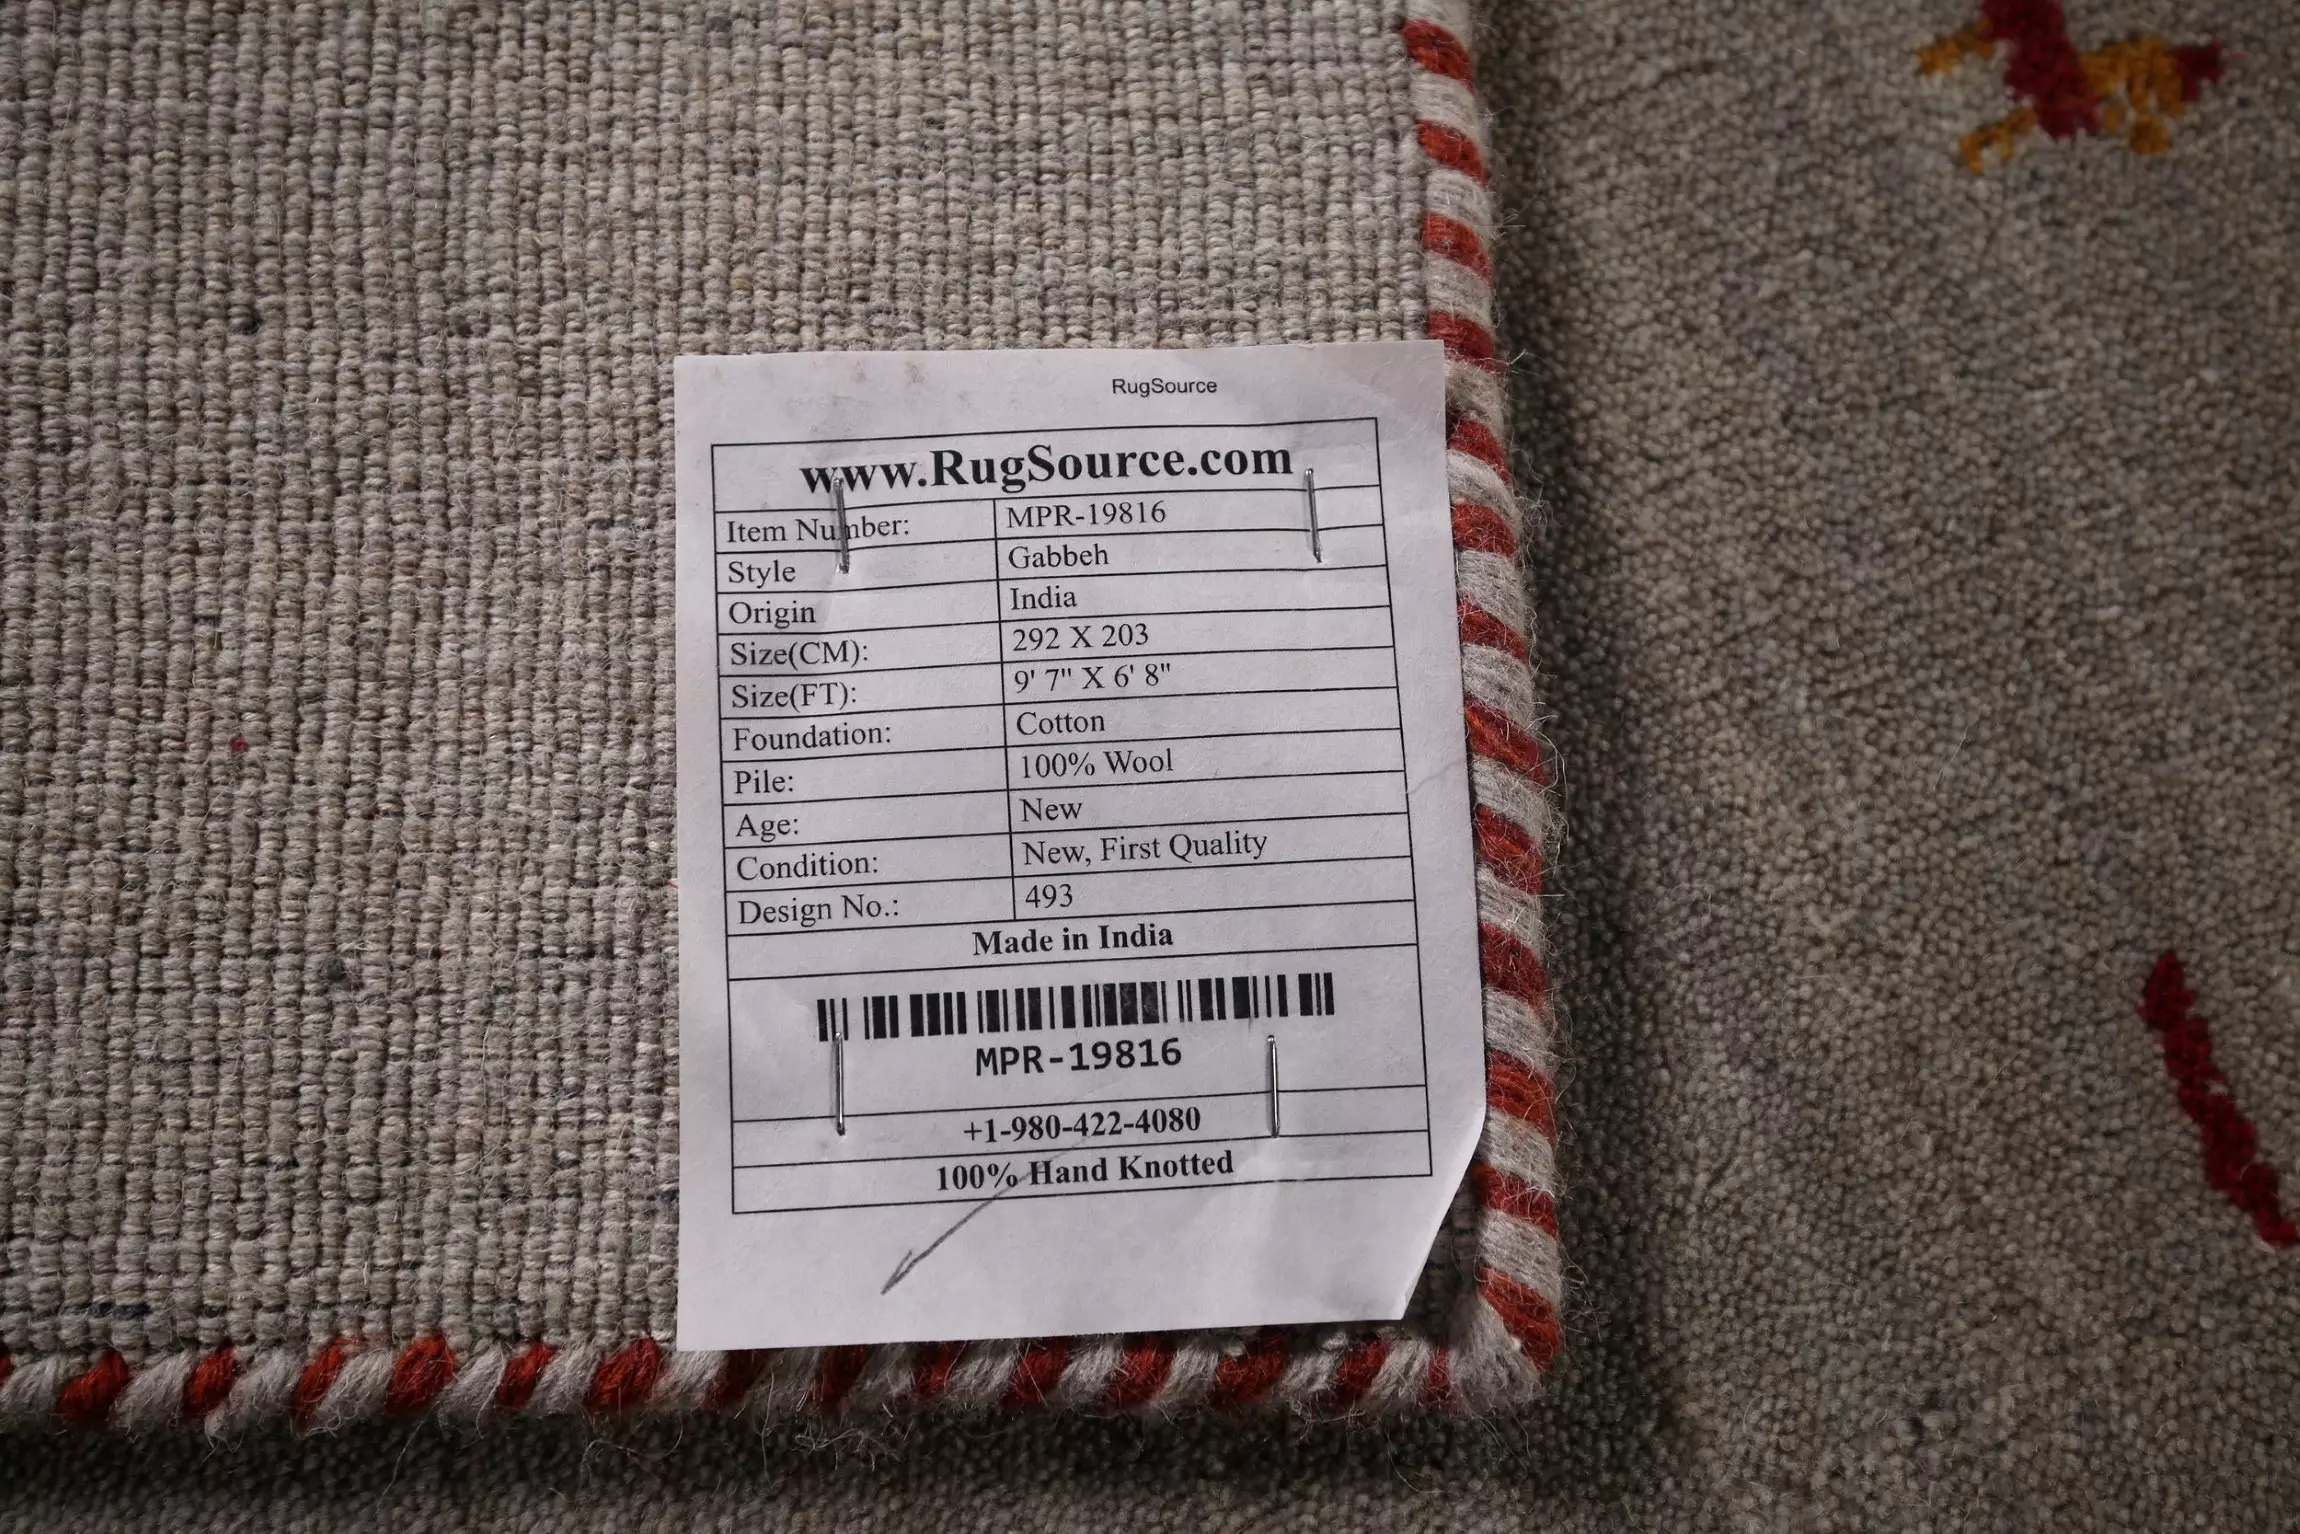 RugSource
www.RugSource.com
Item Number: MPR-19816
Style Gabbeh
Origin India
Size(CM): 292 X 203
Size(FT): 9' 7" X 6' 8"
Foundation: Cotton
Pile: 100% Wool
Age: New
Condition: New, First Quality
Design No.: 493
Made in India
MPR-19816
+1-980-422-4080
100% Hand Knotted